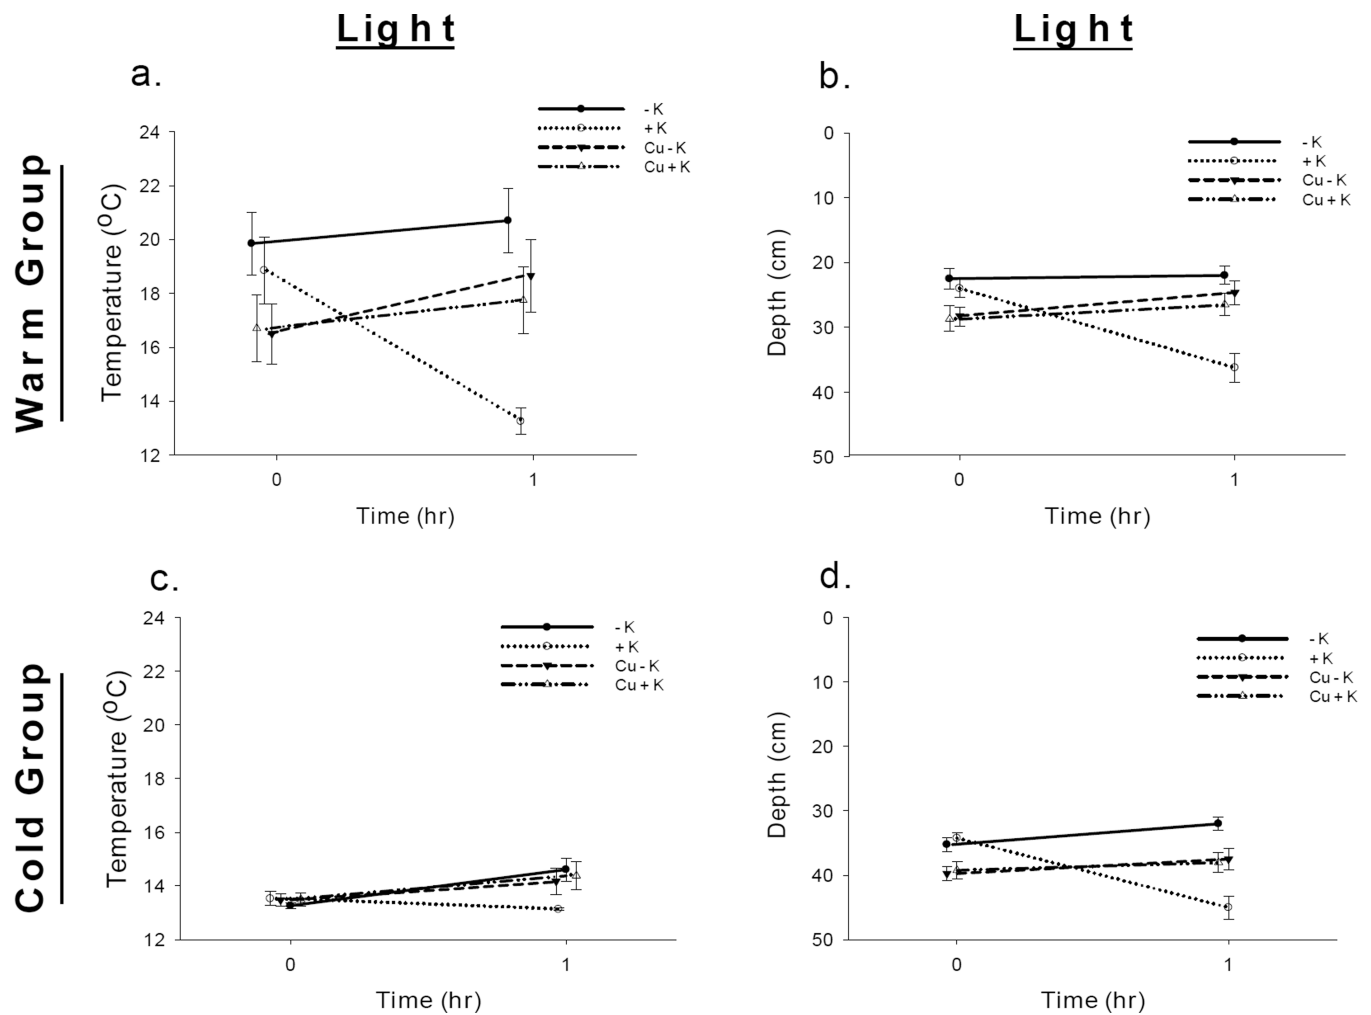 Light
Light
Warm Group
a.
- K
+ K
Cu - K
Cu + K
24
22
20
18
16
14
12
Temperature (ºC)
0
1
Time (hr)
b.
- K
+ K
Cu - K
Cu + K
0
10
20
30
40
50
Depth (cm)
0
1
Time (hr)
Cold Group
c.
- K
+ K
Cu - K
Cu + K
24
22
20
18
16
14
12
Temperature (ºC)
0
1
Time (hr)
d.
- K
+ K
Cu - K
Cu + K
0
10
20
30
40
50
Depth (cm)
0
1
Time (hr)